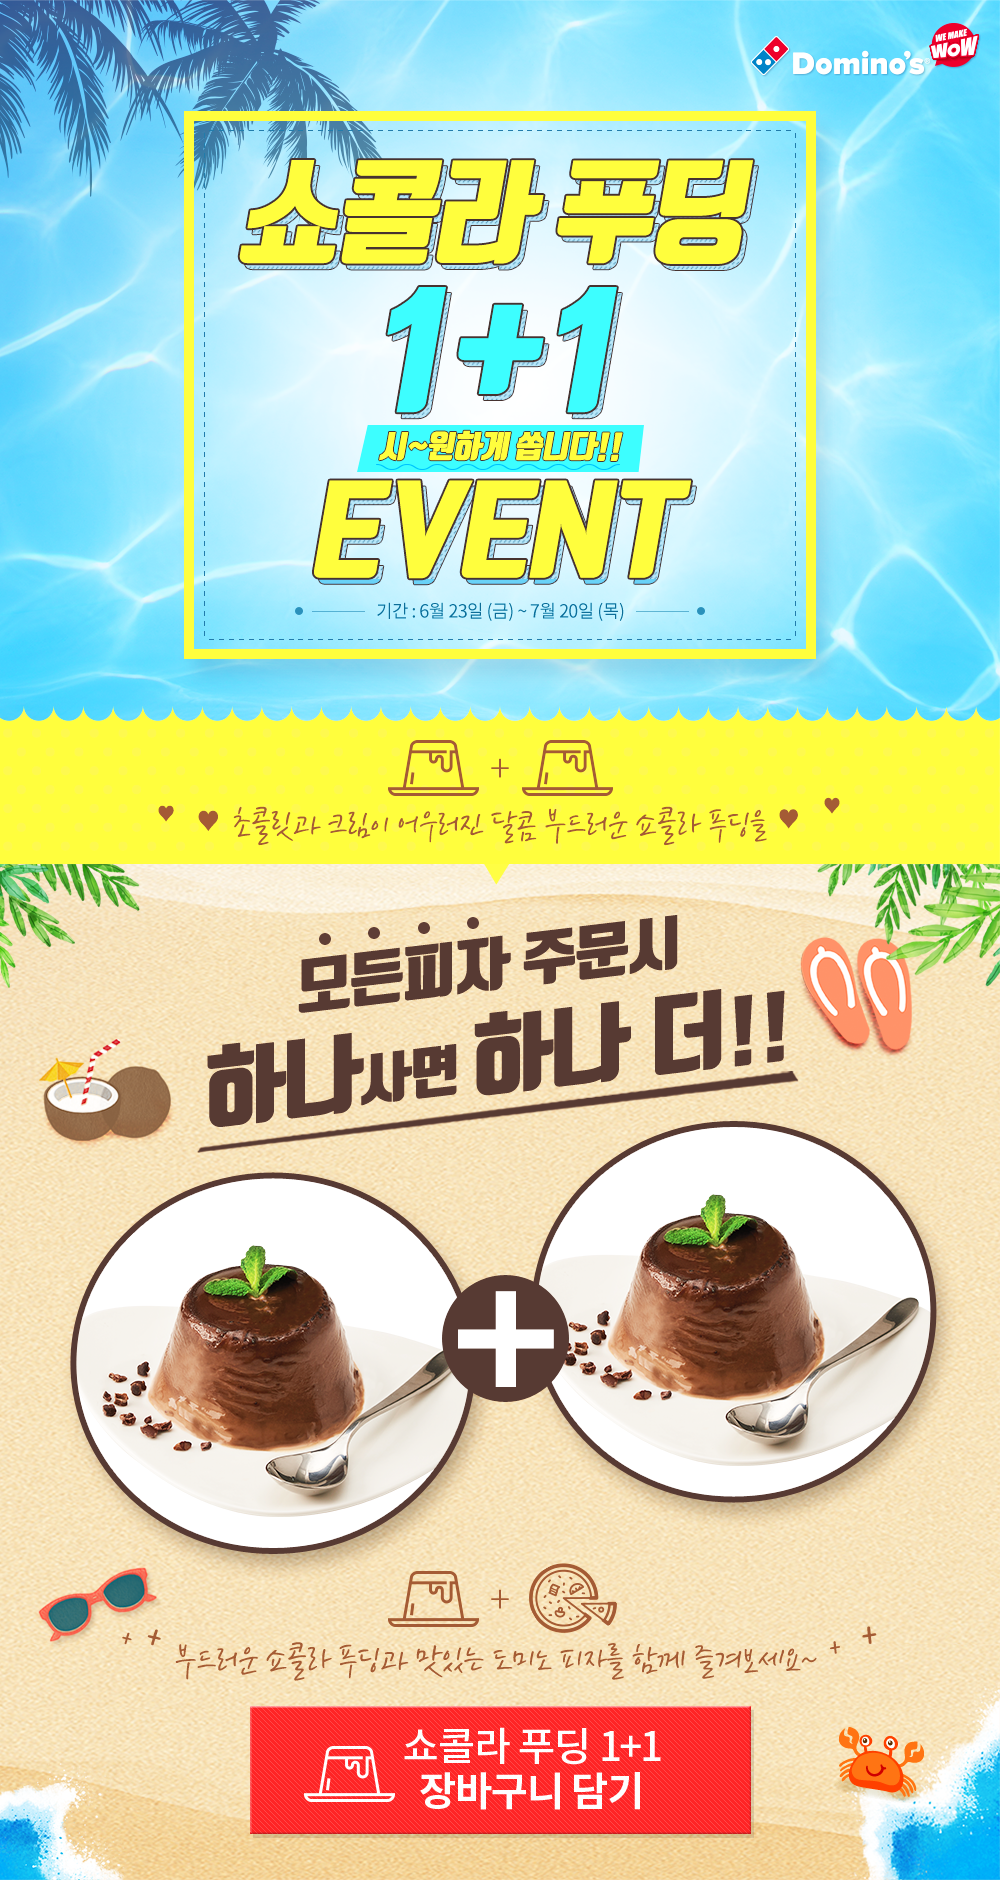 Domino's
WE MAKE
WOW
쇼콜라 푸딩
1+1
시~원하게 쏩니다!!
EVENT
기간 : 6월 23일 (금) ~ 7월 20일 (목)
초콜릿과 크림이 어우러진 달콤 부드러운 쇼콜라 푸딩을
모든피자 주문시
하나사면 하나 더!!
부드러운 쇼콜라 푸딩과 맛있는 도미노 피자를 함께 즐겨보세요~
쇼콜라 푸딩 1+1
장바구니 담기